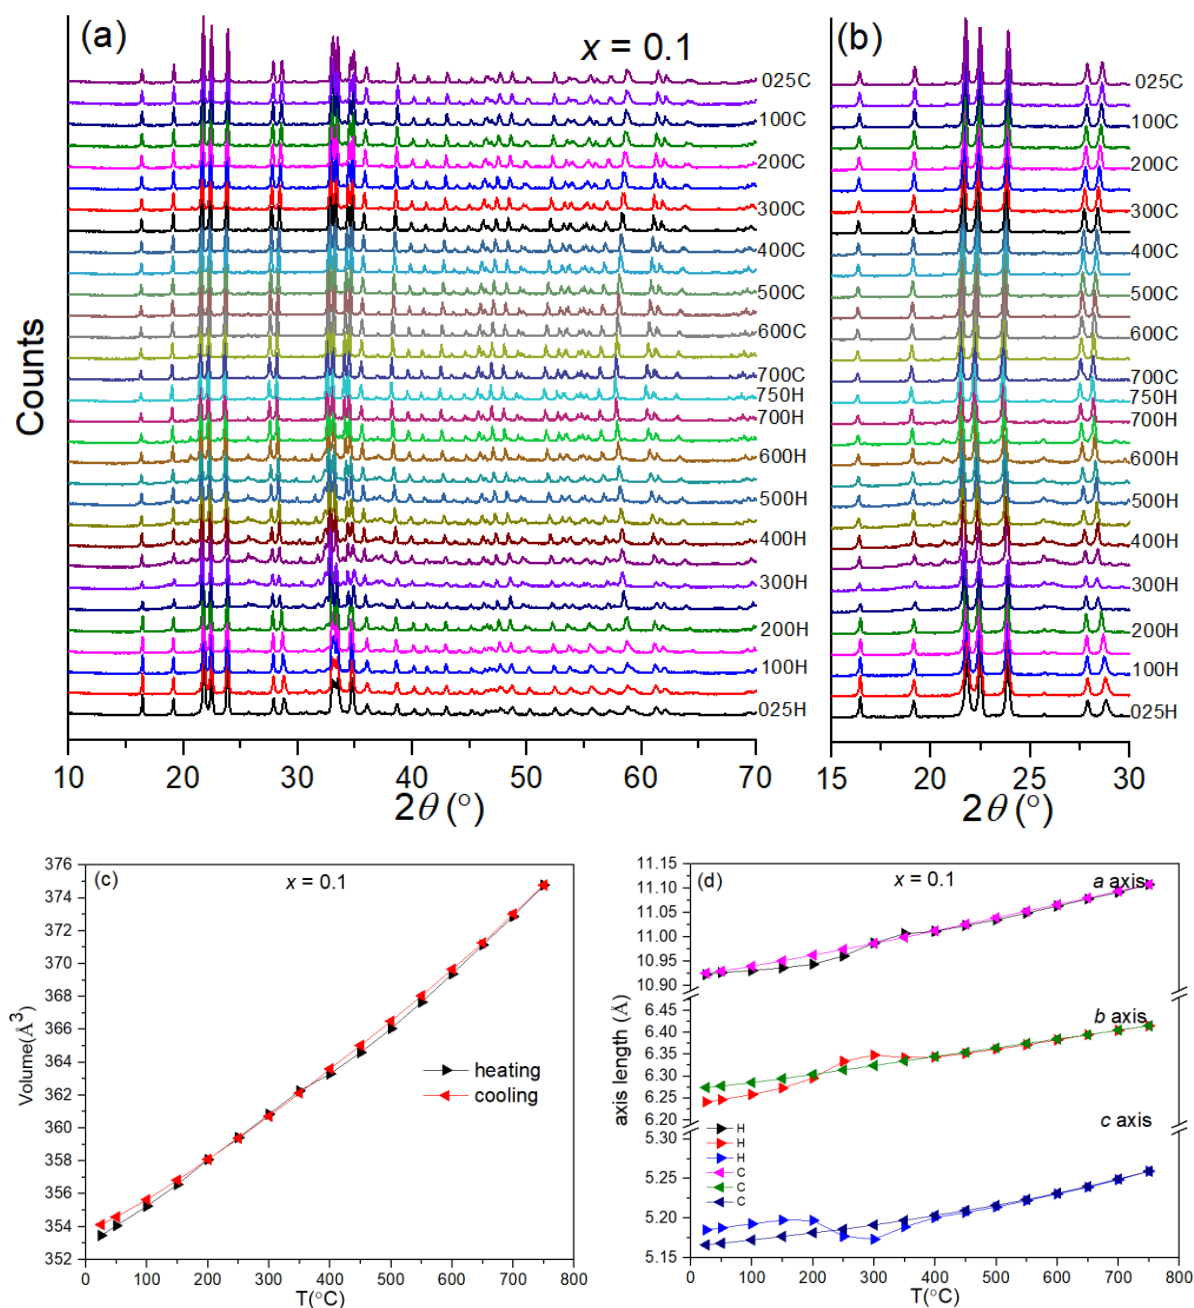 (a)
x = 0.1
025C
100C
200C
300C
400C
500C
600C
700C
750H
700H
600H
500H
400H
300H
200H
100H
025H
Counts
10 20 30 40 50 60 70
2θ (°)
(b)
025C
100C
200C
300C
400C
500C
600C
700C
750H
700H
600H
500H
400H
300H
200H
100H
025H
15 20 25 30
2θ (°)
(c)
x = 0.1
376
374
372
370
368
366
364
362
360
358
356
354
352
Volume(Å3)
heating
cooling
0 100 200 300 400 500 600 700 800
T(°C)
(d)
x = 0.1
a axis
b axis
c axis
11.15
11.10
11.05
11.00
10.95
10.90
6.40
6.35
6.30
6.25
6.20
5.30
5.25
5.20
5.15
axis length (Å)
H
H
H
C
C
C
0 100 200 300 400 500 600 700 800
T(°C)